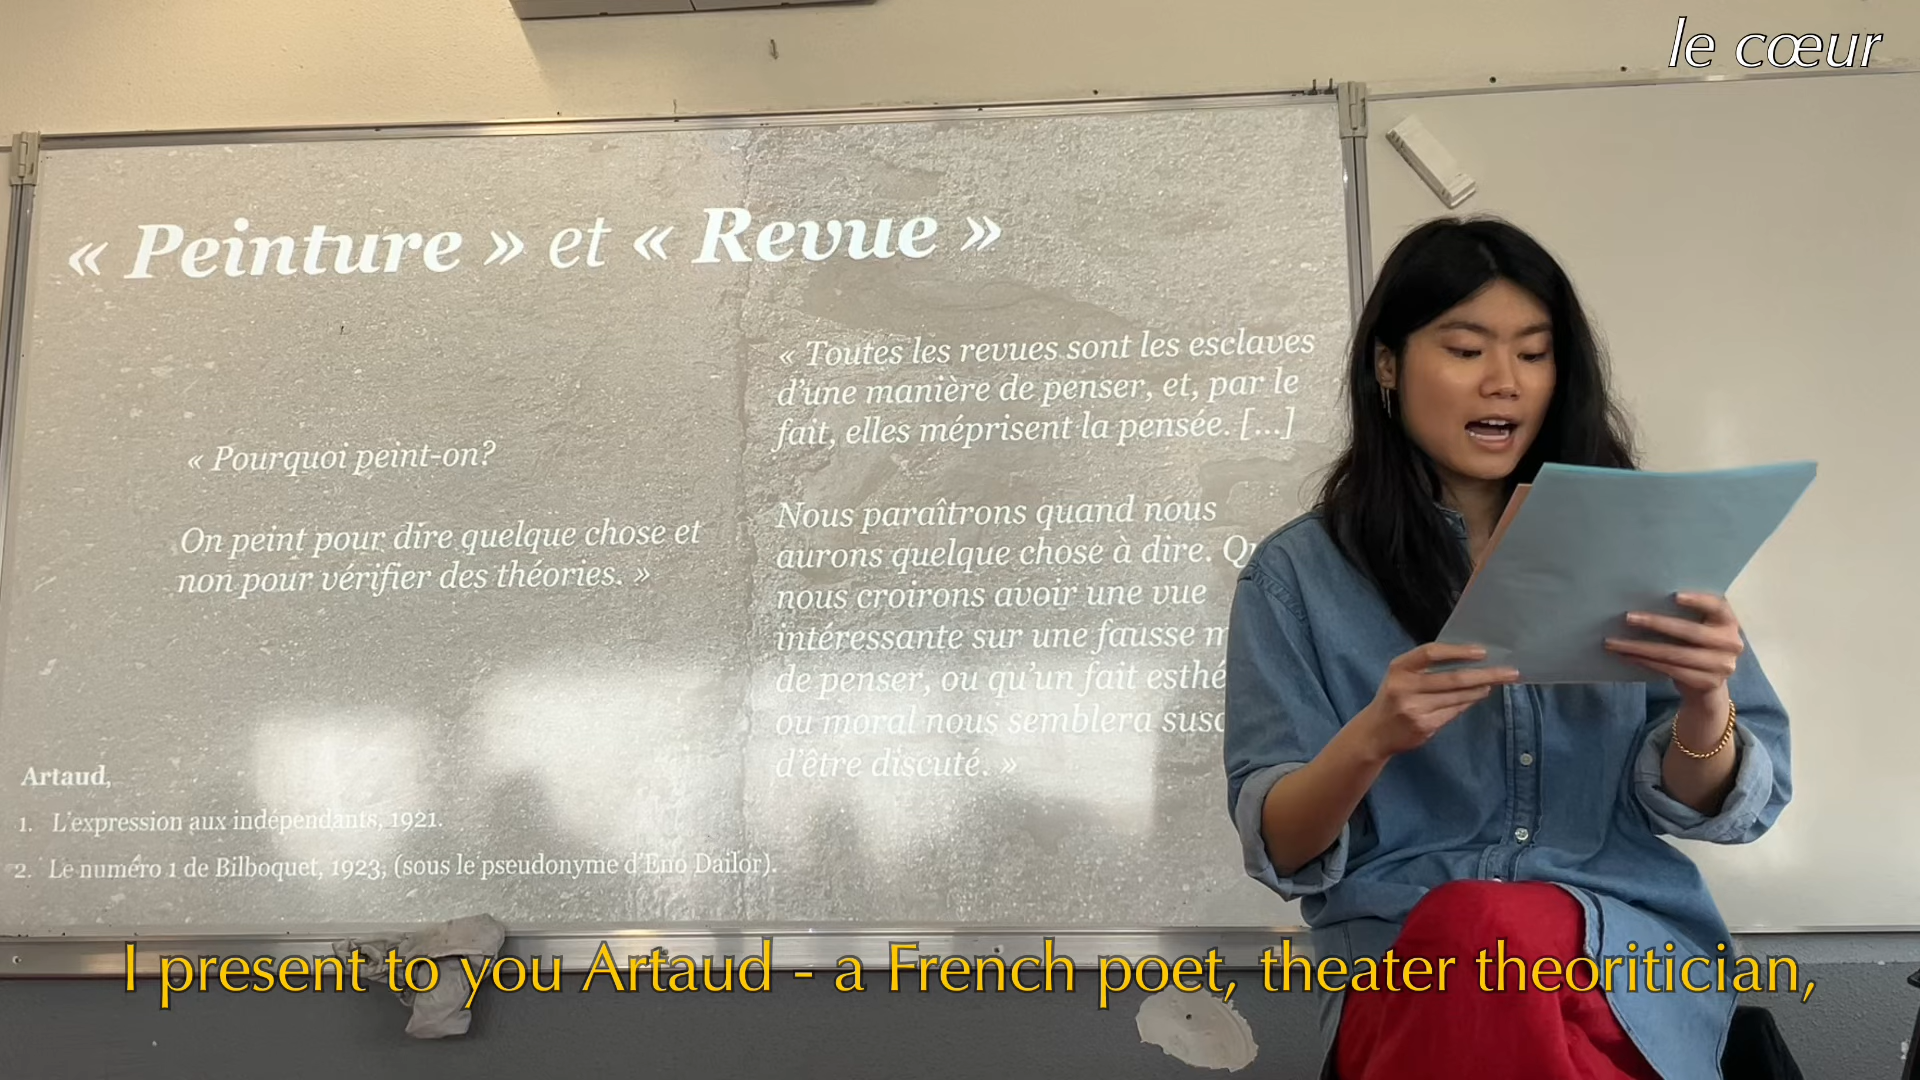 le cœur
« Peinture » et « Revue »
« Pourquoi peint-on?
On peint pour dire quelque chose et
non pour vérifier des théories. »
« Toutes les revues sont les esclaves
d'une manière de penser, et, par le
fait, elles méprisent la pensée. [...]
Nous paraîtrons quand nous
aurons quelque chose à dire.
nous croirons avoir une vue
intéressante sur une fausse
de penser, ou qu'un fait
ou moral nous semblera
d'être discuté. »
Artaud,
1. L'expression aux indépendants, 1921.
2. Le numéro 1 de Bilboquet, 1923, (sous le pseudonyme d'Eno Dailor).
I present to you Artaud - a French poet, theater theoritician,